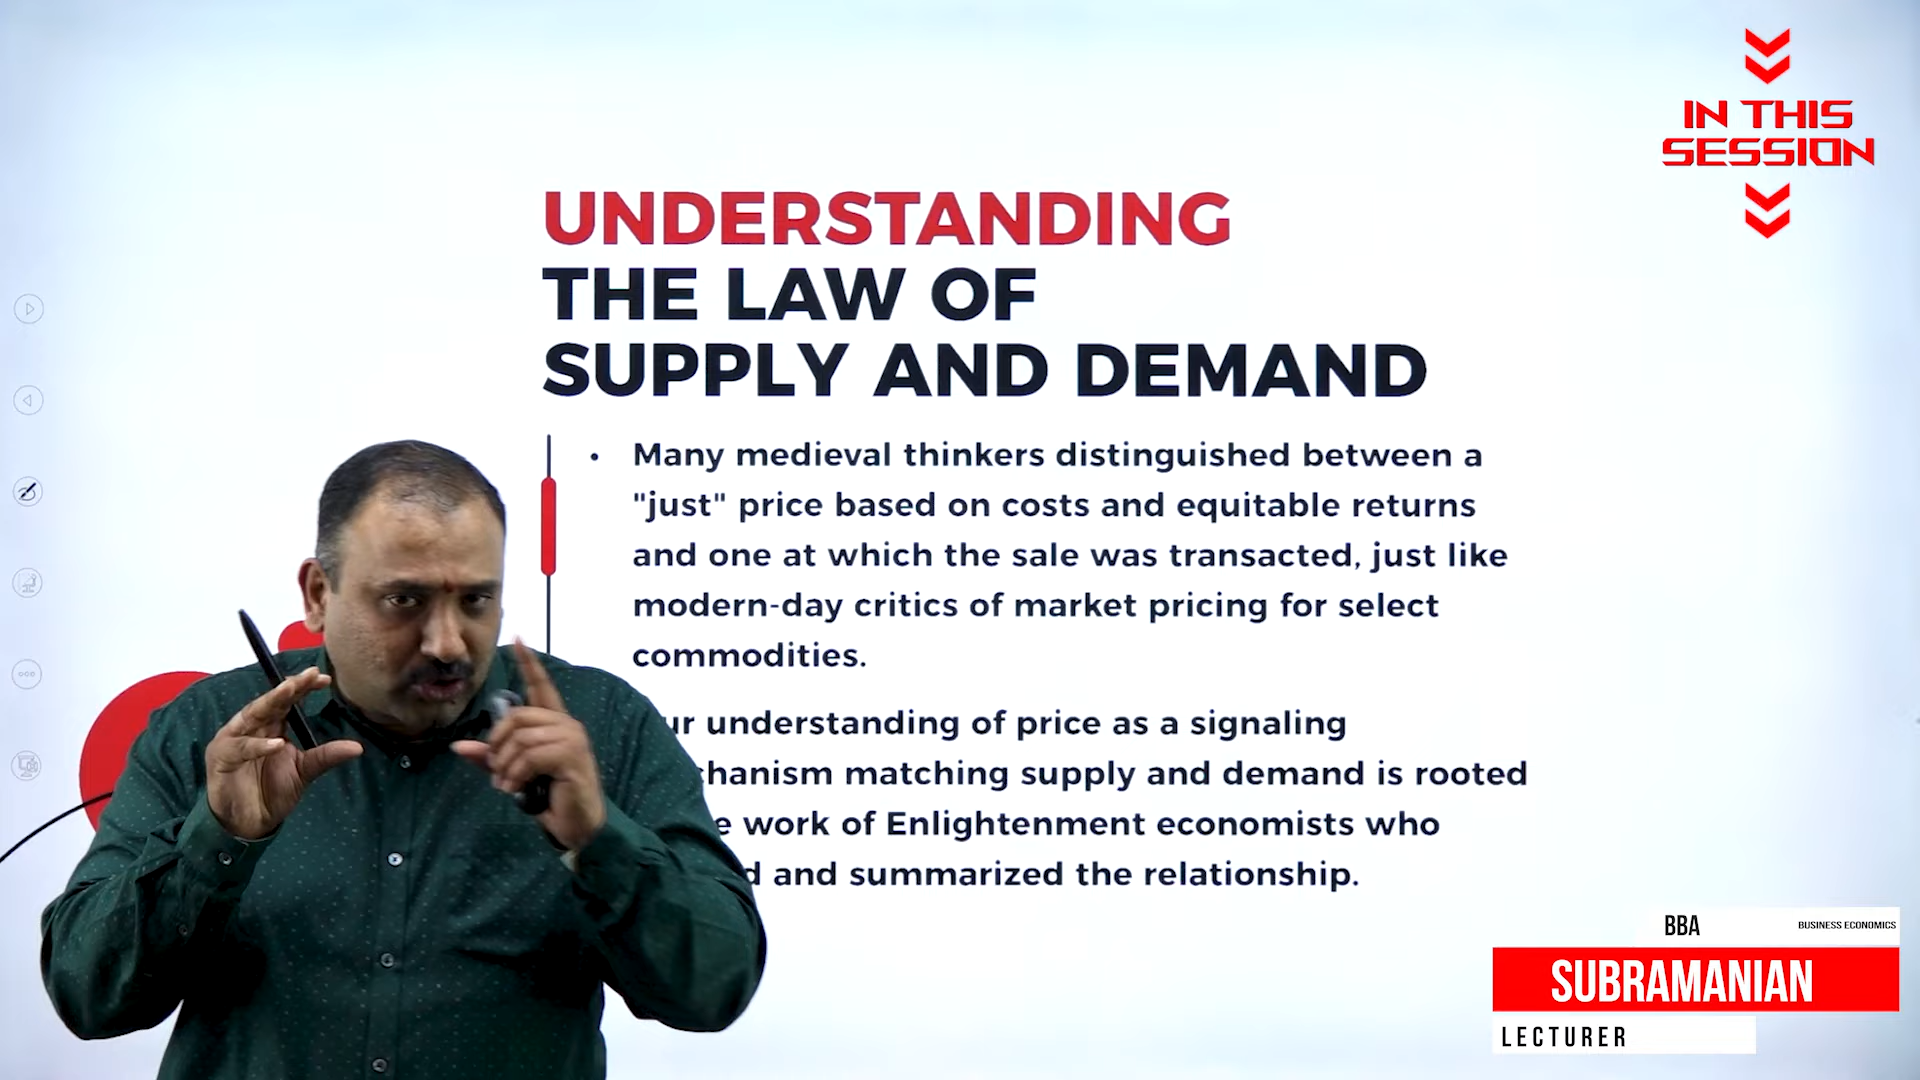 IN THIS
SESSION
UNDERSTANDING
THE LAW OF
SUPPLY AND DEMAND
• Many medieval thinkers distinguished between a
"just" price based on costs and equitable returns
and one at which the sale was transacted, just like
modern-day critics of market pricing for select
commodities.
understanding of price as a signaling
matching supply and demand is rooted
work of Enlightenment economists who
and summarized the relationship.
BBA
BUSINESS ECONOMICS
SUBRAMANIAN
LECTURER